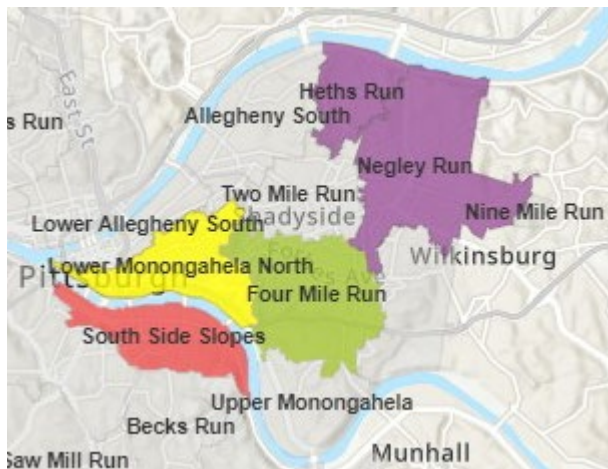 East St
Heths Run
Allegheny South
s Run
Negley Run
Two Mile Run
Shadyside
Nine Mile Run
Lower Allegheny South
Wilkinsburg
Lower Monongahela North
Pittsburgh
s Ave
Four Mile Run
South Side Slopes
Upper Monongahela
Becks Run
Munhall
Saw Mill Run